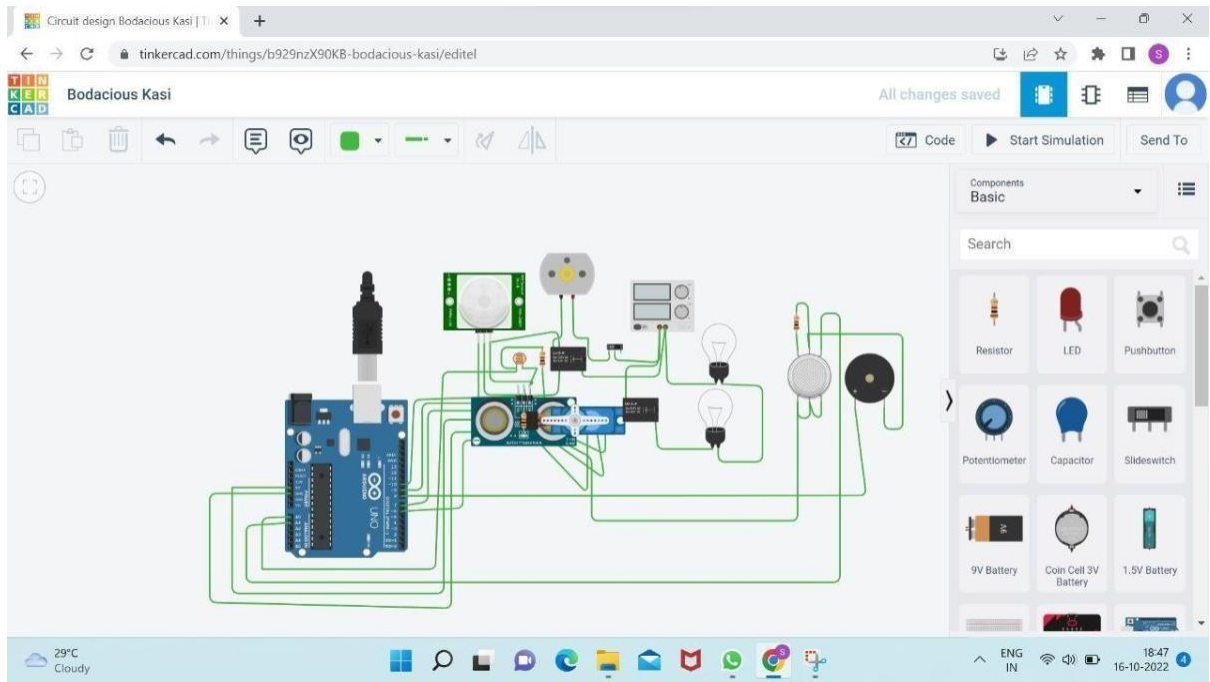 Circuit design Bodacious Kasi | Ti
tinkercad.com/things/b929nzX90KB-bodacious-kasi/editel
S
TIN
KER
CAD
Bodacious Kasi
All changes saved
Code
Start Simulation
Send To
Components
Basic
Search
Resistor
LED
Pushbutton
Potentiometer
Capacitor
Slideswitch
9V Battery
Coin Cell 3V
Battery
1.5V Battery
ARDUINO
UNO
29°C
Cloudy
ENG
IN
18:47
16-10-2022
4